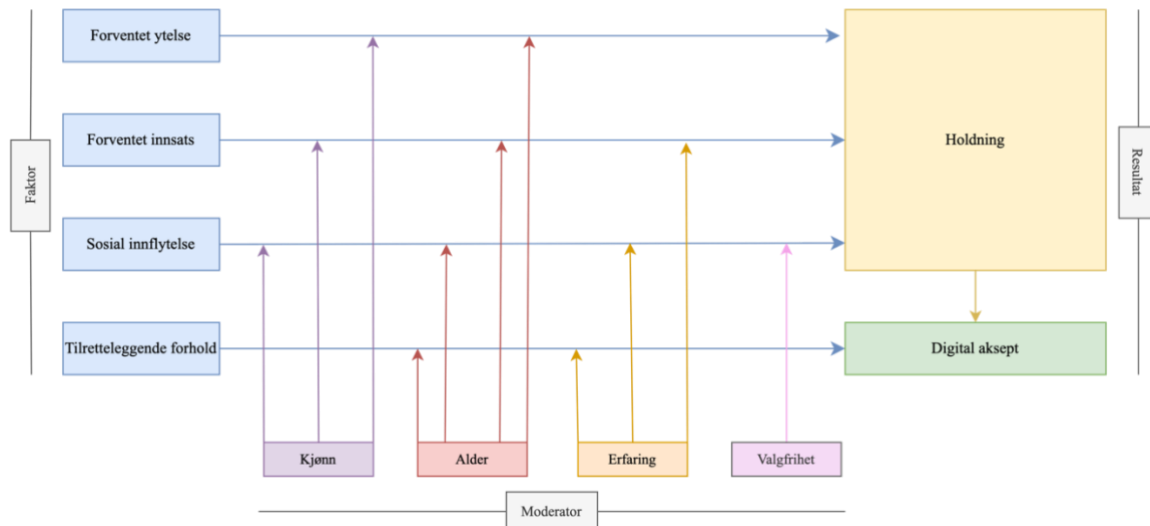 Forventet ytelse
Forventet innsats
Sosial innflytelse
Tilretteleggende forhold
Faktor
Holdning
Digital aksept
Resultat
Kjønn
Alder
Erfaring
Valgfrihet
Moderator